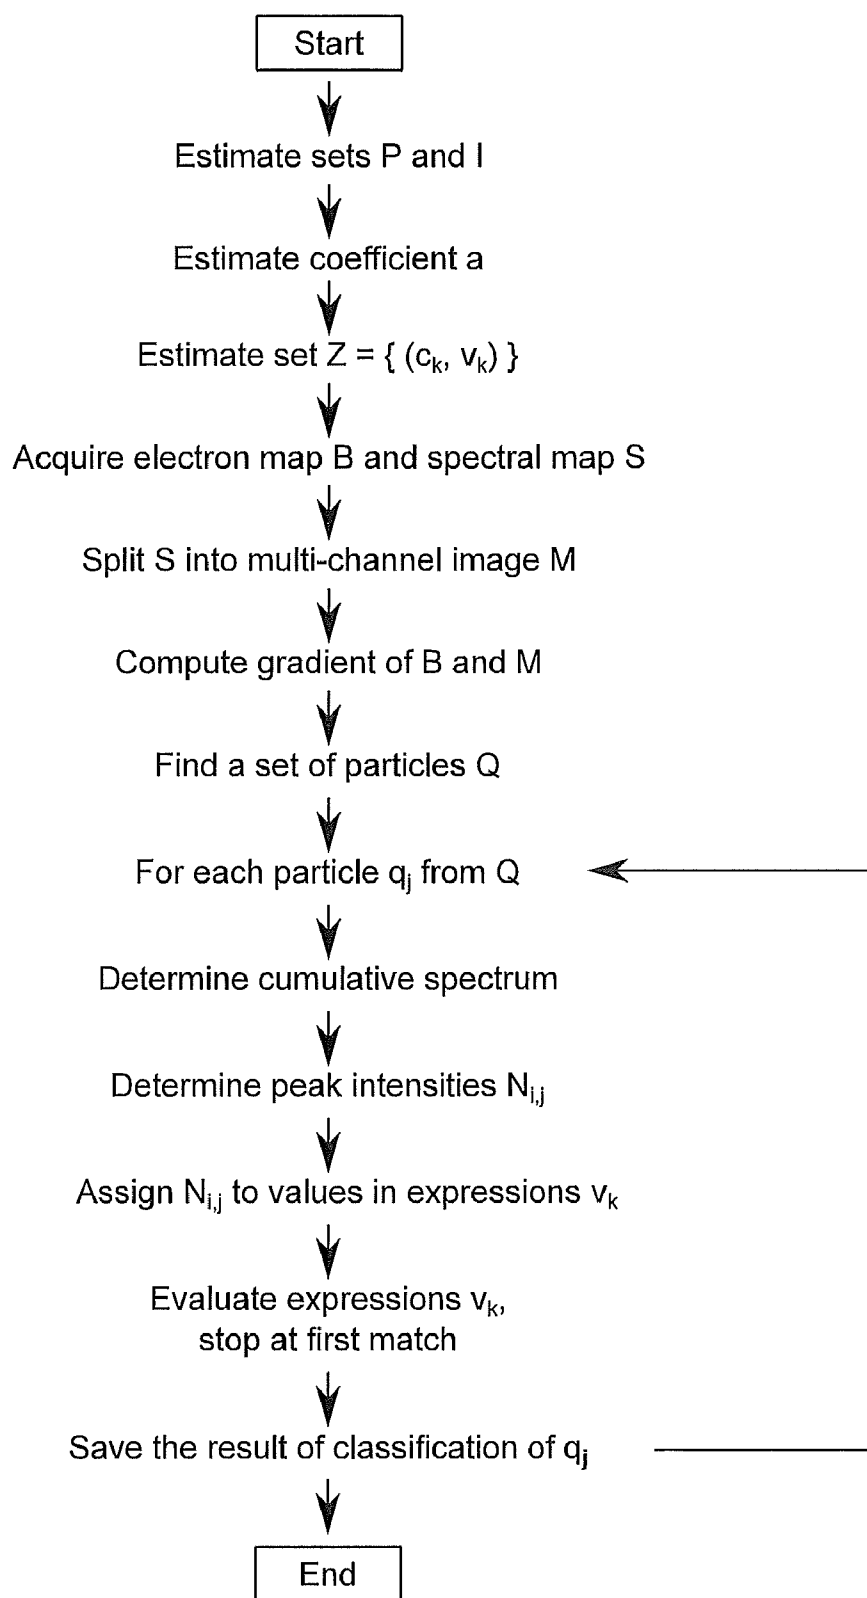 Start
Estimate sets P and I
Estimate coefficient a
Estimate set Z = { (cₖ, vₖ) }
Acquire electron map B and spectral map S
Split S into multi-channel image M
Compute gradient of B and M
Find a set of particles Q
For each particle qⱼ from Q
Determine cumulative spectrum
Determine peak intensities Nᵢ,ⱼ
Assign Nᵢ,ⱼ to values in expressions vₖ
Evaluate expressions vₖ,
stop at first match
Save the result of classification of qⱼ
End